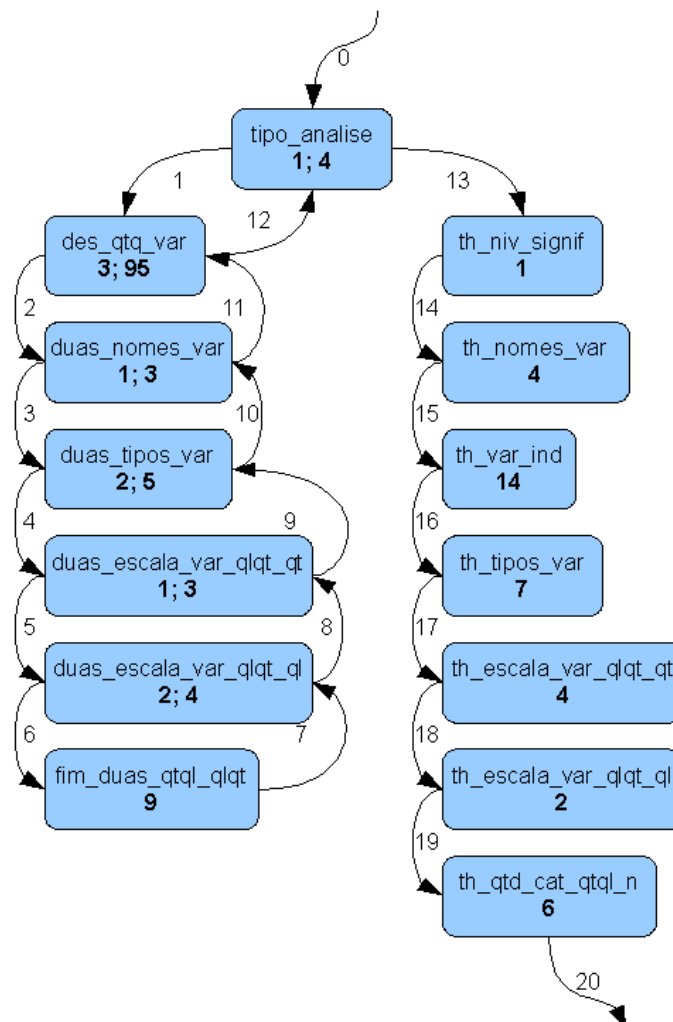 0
tipo_analise
1; 4
1
13
12
des_qtq_var
3; 95
th_niv_signif
1
2
11
14
duas_nomes_var
1; 3
th_nomes_var
4
3
10
15
duas_tipos_var
2; 5
th_var_ind
14
4
9
16
duas_escala_var_qlqt_qt
1; 3
th_tipos_var
7
5
8
17
duas_escala_var_qlqt_ql
2; 4
th_escala_var_qlqt_qt
4
6
7
18
fim_duas_qtql_qlqt
9
th_escala_var_qlqt_ql
2
19
th_qtd_cat_qtql_n
6
20